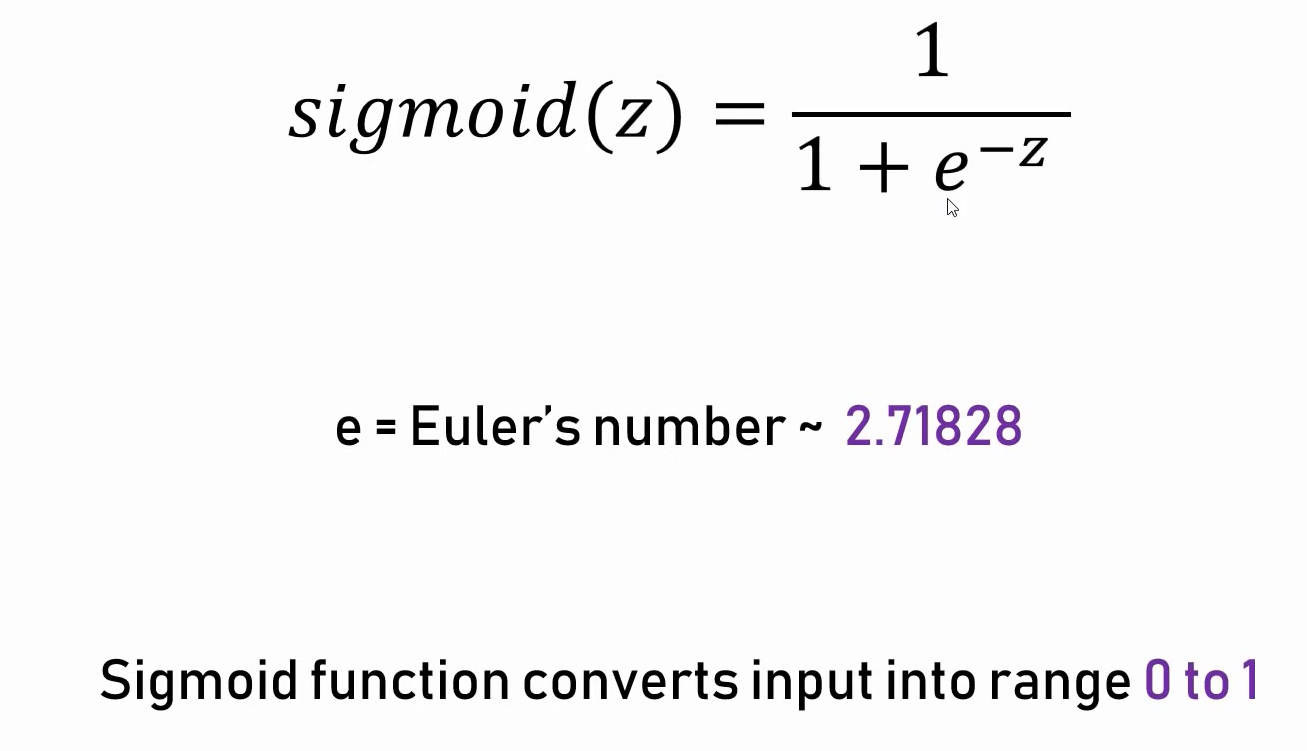 sigmoid(z) = 1 / (1 + e^−z)
e = Euler’s number ~ 2.71828
Sigmoid function converts input into range 0 to 1